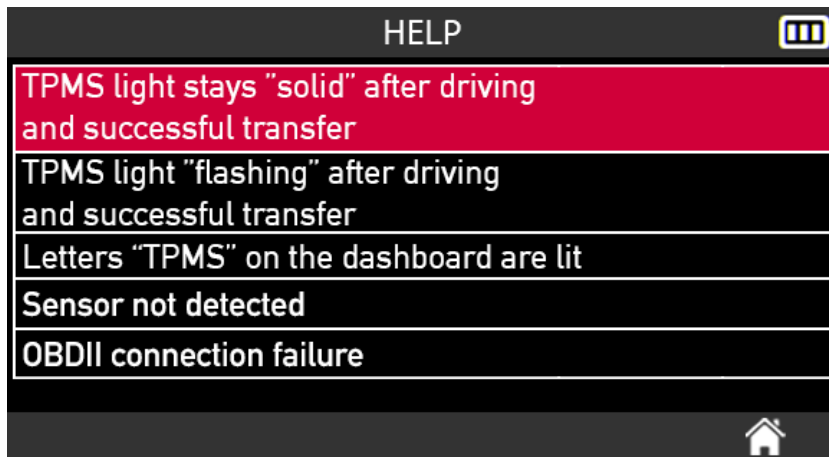 HELP
TPMS light stays ”solid” after driving
and successful transfer
TPMS light ”flashing” after driving
and successful transfer
Letters “TPMS” on the dashboard are lit
Sensor not detected
OBDII connection failure